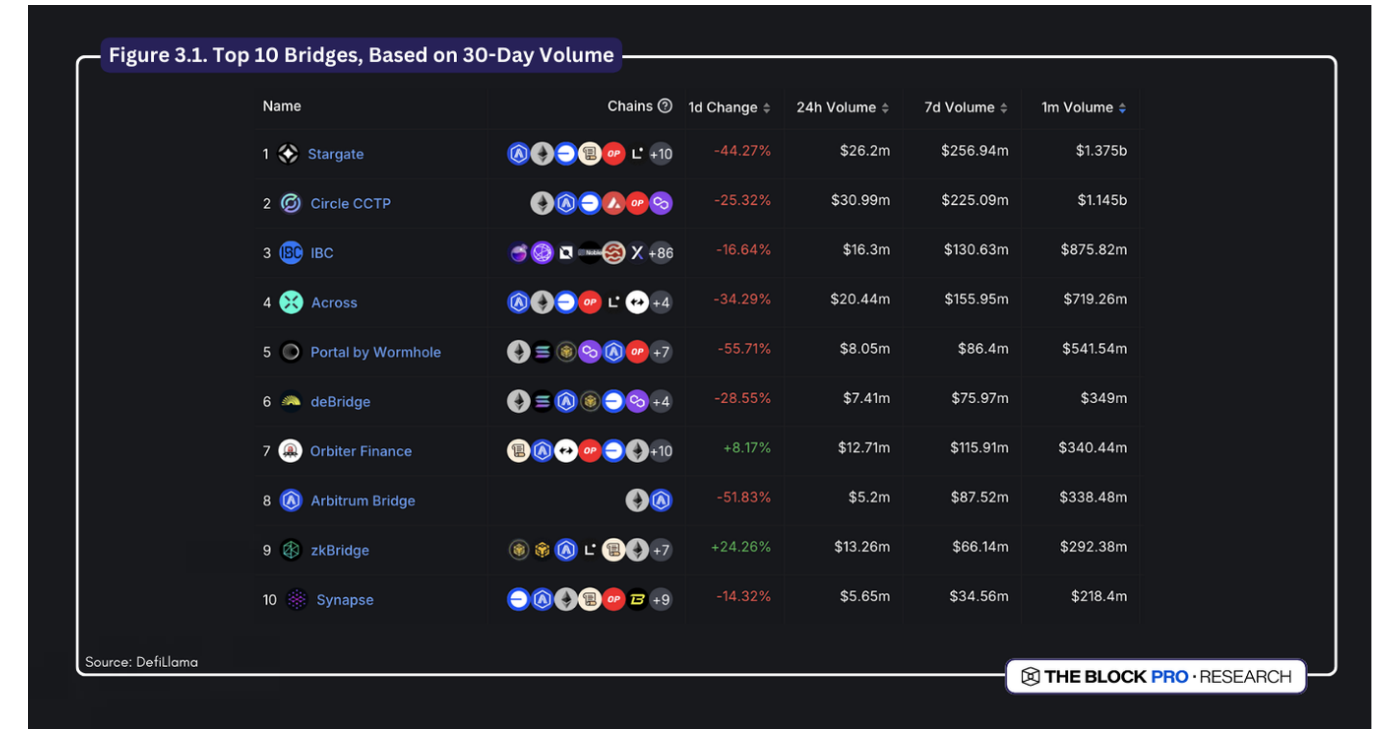 Figure 3.1. Top 10 Bridges, Based on 30-Day Volume
Name Chains ? 1d Change 24h Volume 7d Volume 1m Volume
1 Stargate OP +10 -44.27% $26.2m $256.94m $1.375b
2 Circle CCTP OP -25.32% $30.99m $225.09m $1.145b
3 IBC IBC +86 -16.64% $16.3m $130.63m $875.82m
4 Across OP +4 -34.29% $20.44m $155.95m $719.26m
5 Portal by Wormhole OP +7 -55.71% $8.05m $86.4m $541.54m
6 deBridge +4 -28.55% $7.41m $75.97m $349m
7 Orbiter Finance OP +10 +8.17% $12.71m $115.91m $340.44m
8 Arbitrum Bridge -51.83% $5.2m $87.52m $338.48m
9 zkBridge +7 +24.26% $13.26m $66.14m $292.38m
10 Synapse OP +9 -14.32% $5.65m $34.56m $218.4m
Source: DefiLlama
THE BLOCK PRO · RESEARCH